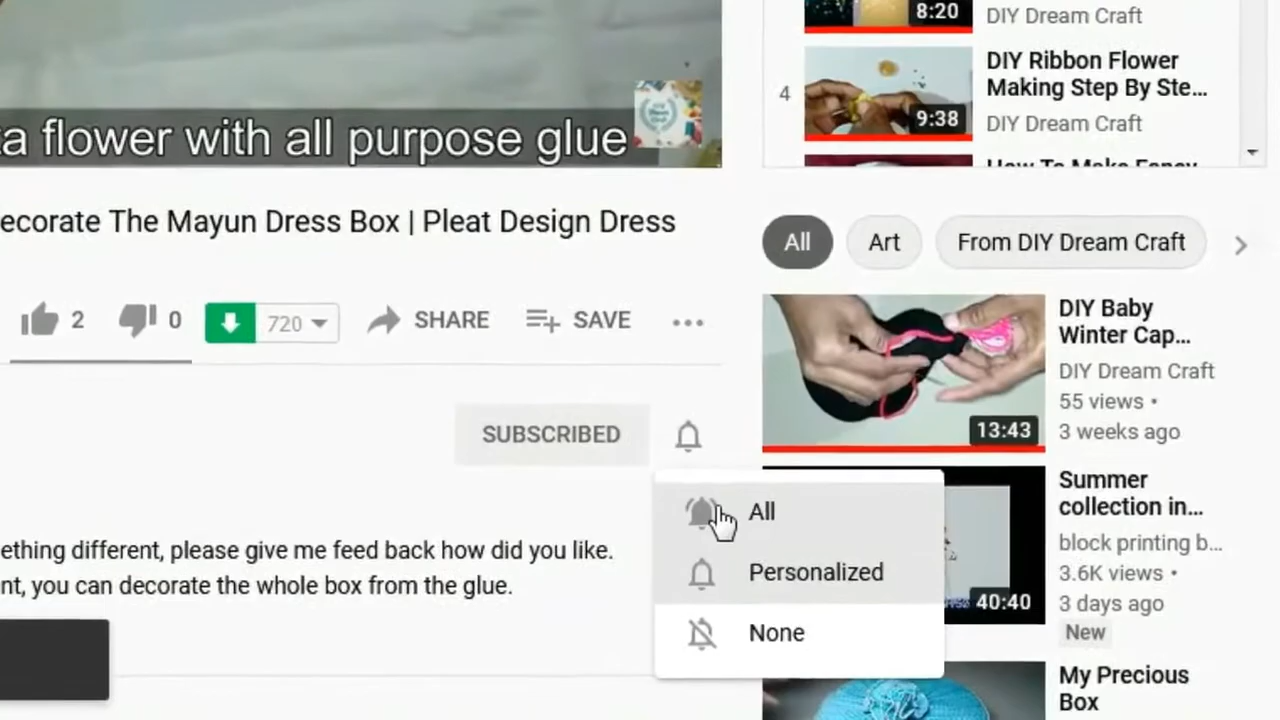 8:20
DIY Dream Craft
4
9:38
DIY Ribbon Flower
Making Step By Ste...
DIY Dream Craft
How To Make Fancy
ta flower with all purpose glue
ecorate The Mayun Dress Box | Pleat Design Dress
2
0
720
SHARE
SAVE
SUBSCRIBED
All
Personalized
None
ething different, please give me feed back how did you like.
nt, you can decorate the whole box from the glue.
All
Art
From DIY Dream Craft
13:43
DIY Baby
Winter Cap...
DIY Dream Craft
55 views •
3 weeks ago
40:40
Summer
collection in...
block printing b...
3.6K views •
3 days ago
New
My Precious
Box